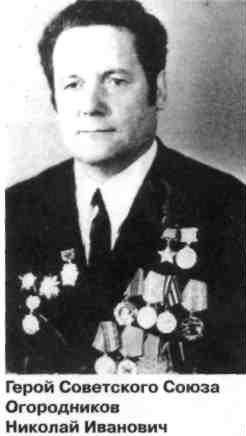 Герой Советского Союза
Огородников
Николай Иванович